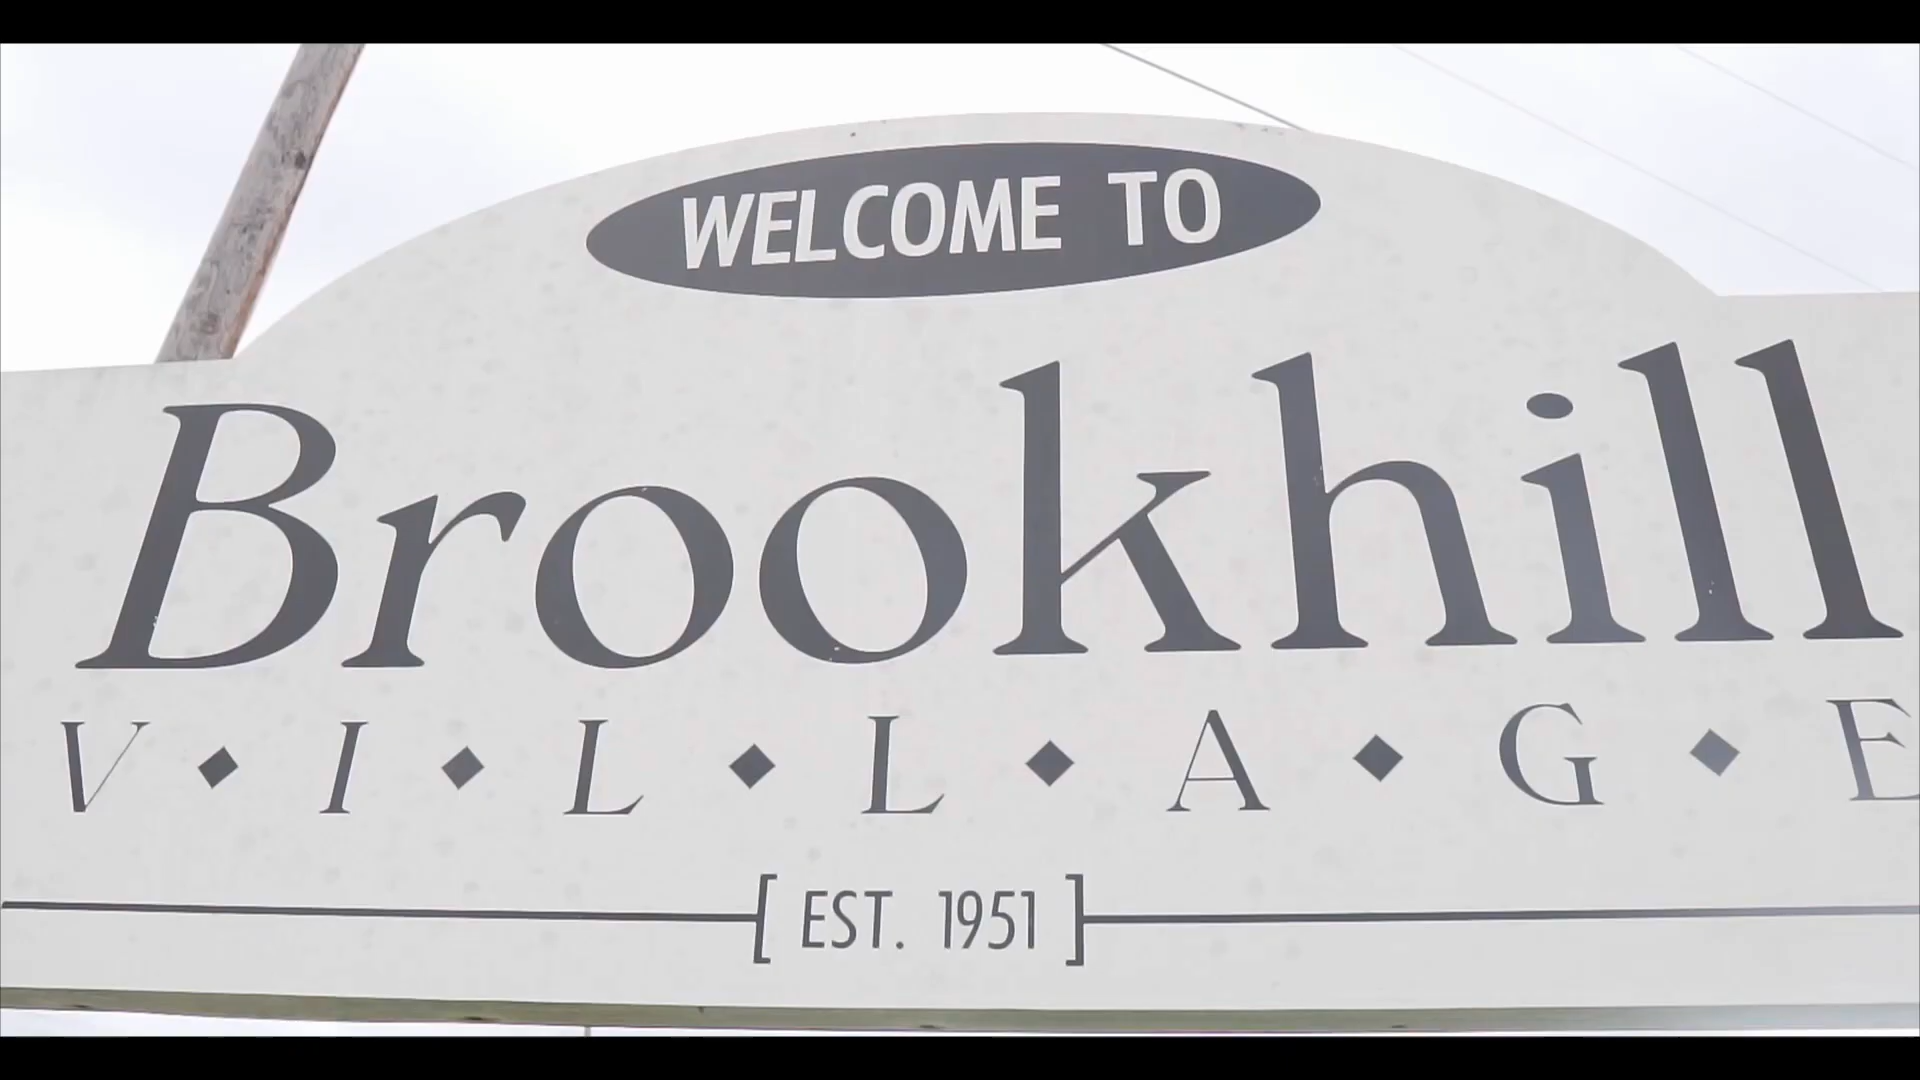 WELCOME TO
Brookhill
V◆I◆L◆L◆A◆G◆E
[ EST. 1951 ]